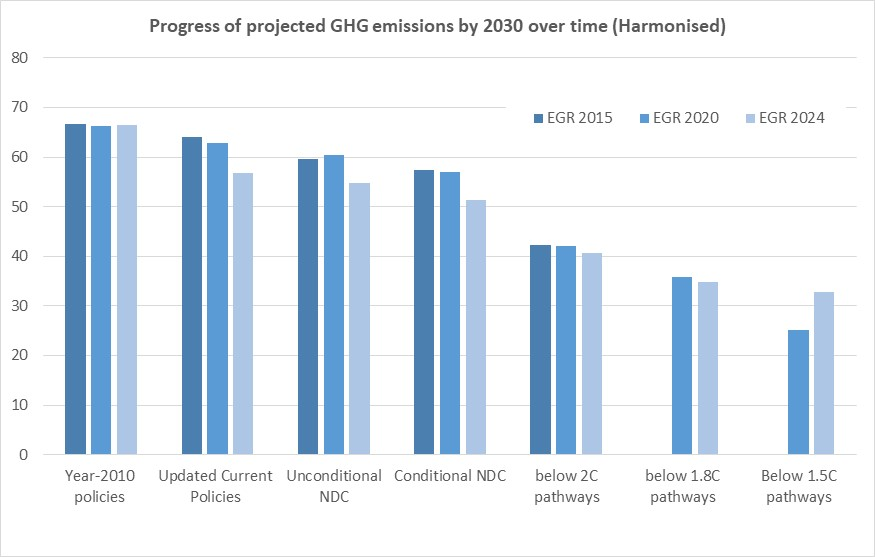 Progress of projected GHG emissions by 2030 over time (Harmonised)
80
70
60
50
40
30
20
10
0
EGR 2015 EGR 2020 EGR 2024
Year-2010
policies
Updated Current
Policies
Unconditional
NDC
Conditional NDC
below 2C
pathways
below 1.8C
pathways
Below 1.5C
pathways